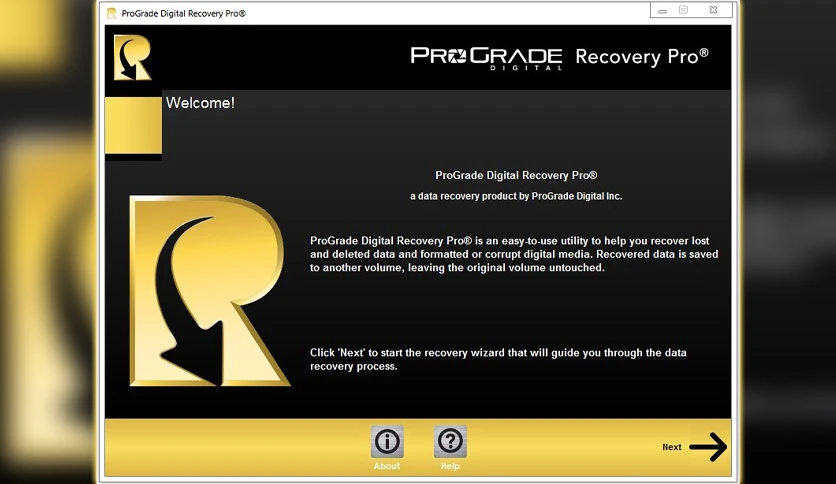 ProGrade Digital Recovery Pro®
PROGRADE Recovery Pro®
DIGITAL
Welcome!
ProGrade Digital Recovery Pro®
a data recovery product by ProGrade Digital Inc.
ProGrade Digital Recovery Pro® is an easy-to-use utility to help you recover lost
and deleted data and formatted or corrupt digital media. Recovered data is saved
to another volume, leaving the original volume untouched.
Click 'Next' to start the recovery wizard that will guide you through the data
recovery process.
Next
About
Help